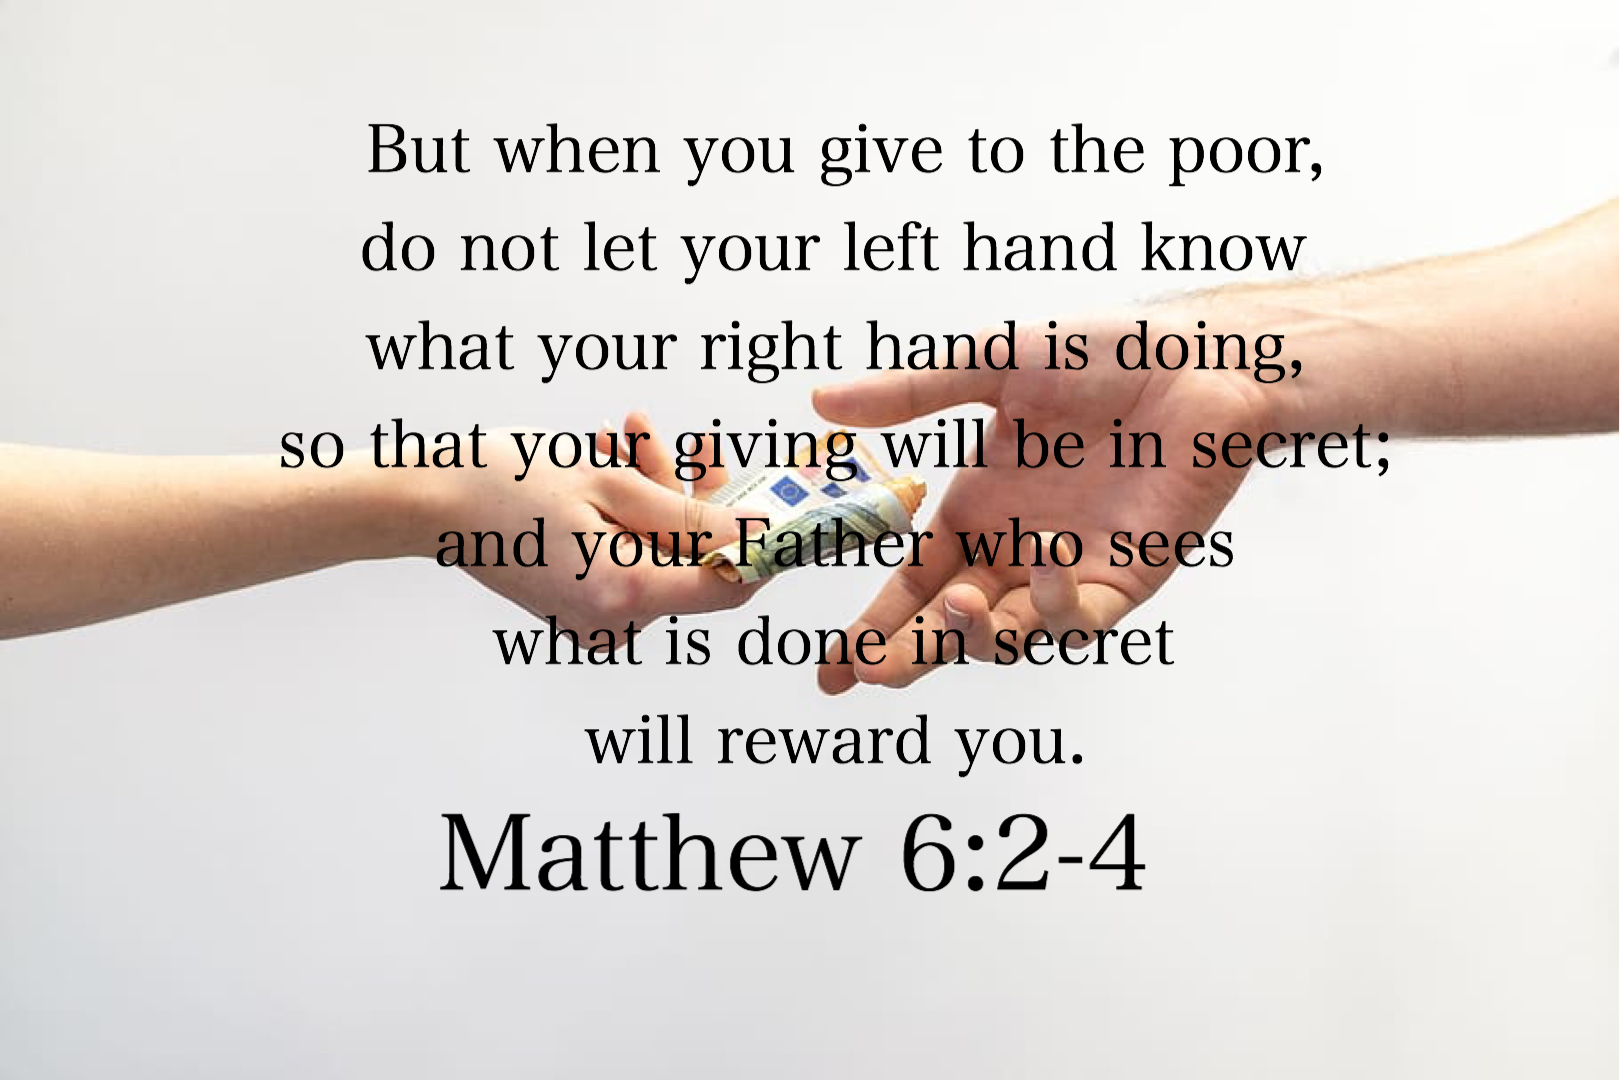 But when you give to the poor,
do not let your left hand know
what your right hand is doing,
so that your giving will be in secret;
and your Father who sees
what is done in secret
will reward you.
Matthew 6:2-4